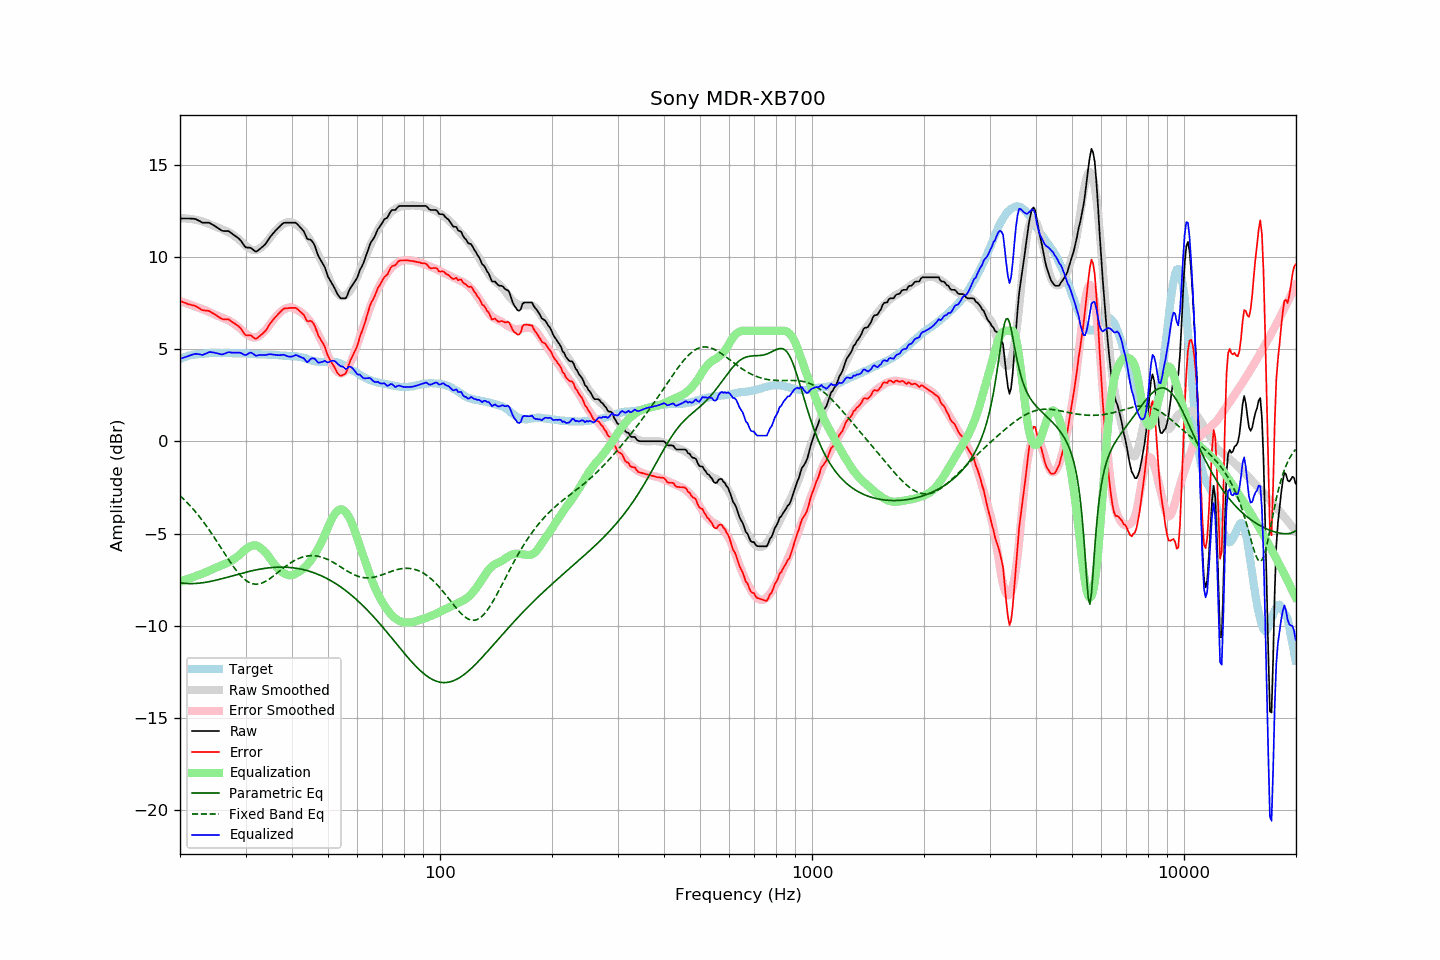 Sony MDR-XB700
Amplitude (dBr)
15
10
5
0
−5
−10
−15
−20
Target
Raw Smoothed
Error Smoothed
Raw
Error
Equalization
Parametric Eq
Fixed Band Eq
Equalized
100
1000
10000
Frequency (Hz)